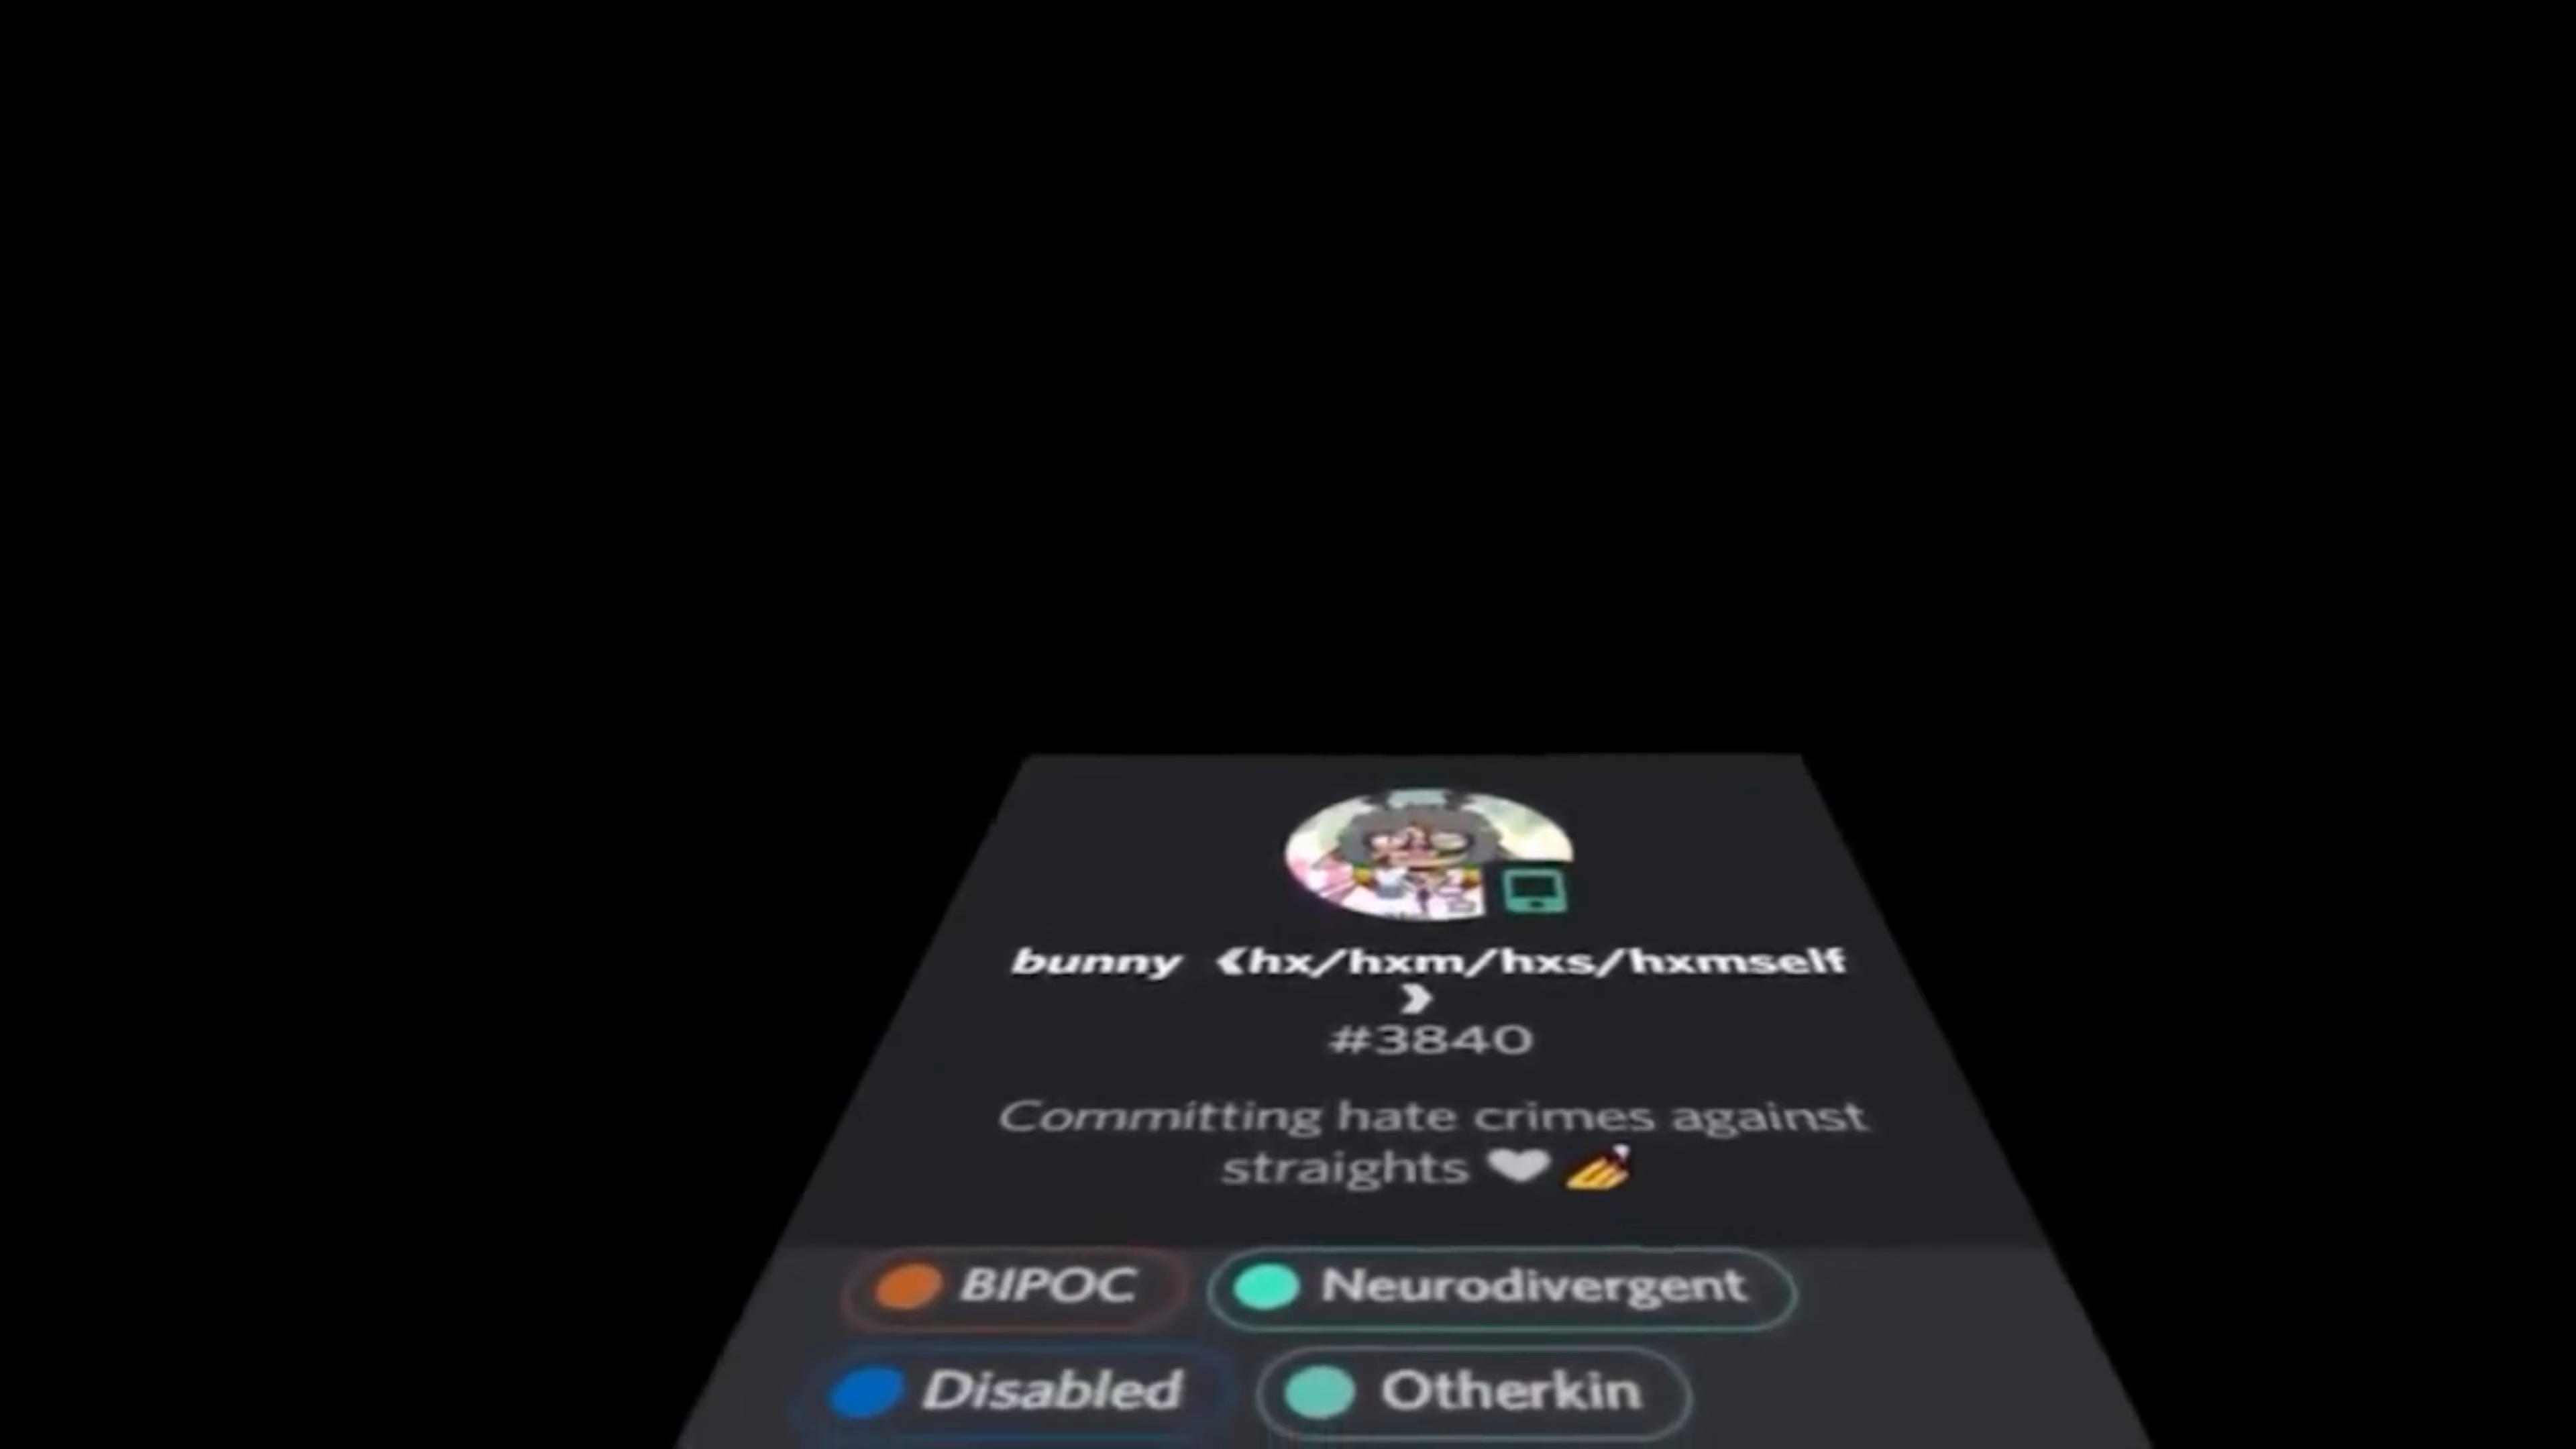 bunny ❮hx/hxm/hxs/hxmself
❯
#3840
Committing hate crimes against
straights 🤍 💅
BIPOC
Neurodivergent
Disabled
Otherkin